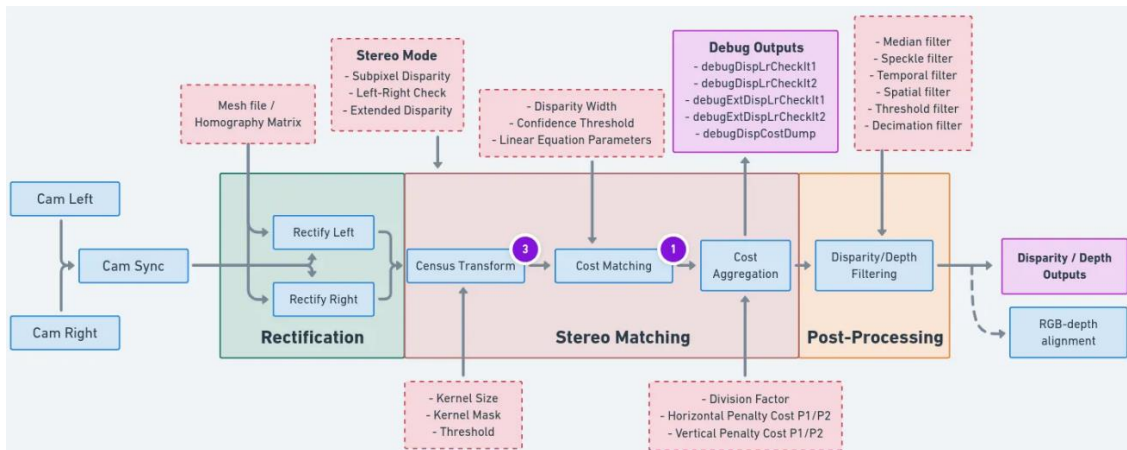 Mesh file /
Homography Matrix
Stereo Mode
- Subpixel Disparity
- Left-Right Check
- Extended Disparity
- Disparity Width
- Confidence Threshold
- Linear Equation Parameters
Debug Outputs
- debugDispLrCheckIt1
- debugDispLrCheckIt2
- debugExtDispLrCheckIt1
- debugExtDispLrCheckIt2
- debugDispCostDump
- Median filter
- Speckle filter
- Temporal filter
- Spatial filter
- Threshold filter
- Decimation filter
Cam Left
Cam Sync
Cam Right
Rectify Left
Rectify Right
Rectification
Census Transform
3
Cost Matching
1
Cost
Aggregation
Stereo Matching
Disparity/Depth
Filtering
Post-Processing
Disparity / Depth
Outputs
RGB-depth
alignment
- Kernel Size
- Kernel Mask
- Threshold
- Division Factor
- Horizontal Penalty Cost P1/P2
- Vertical Penalty Cost P1/P2